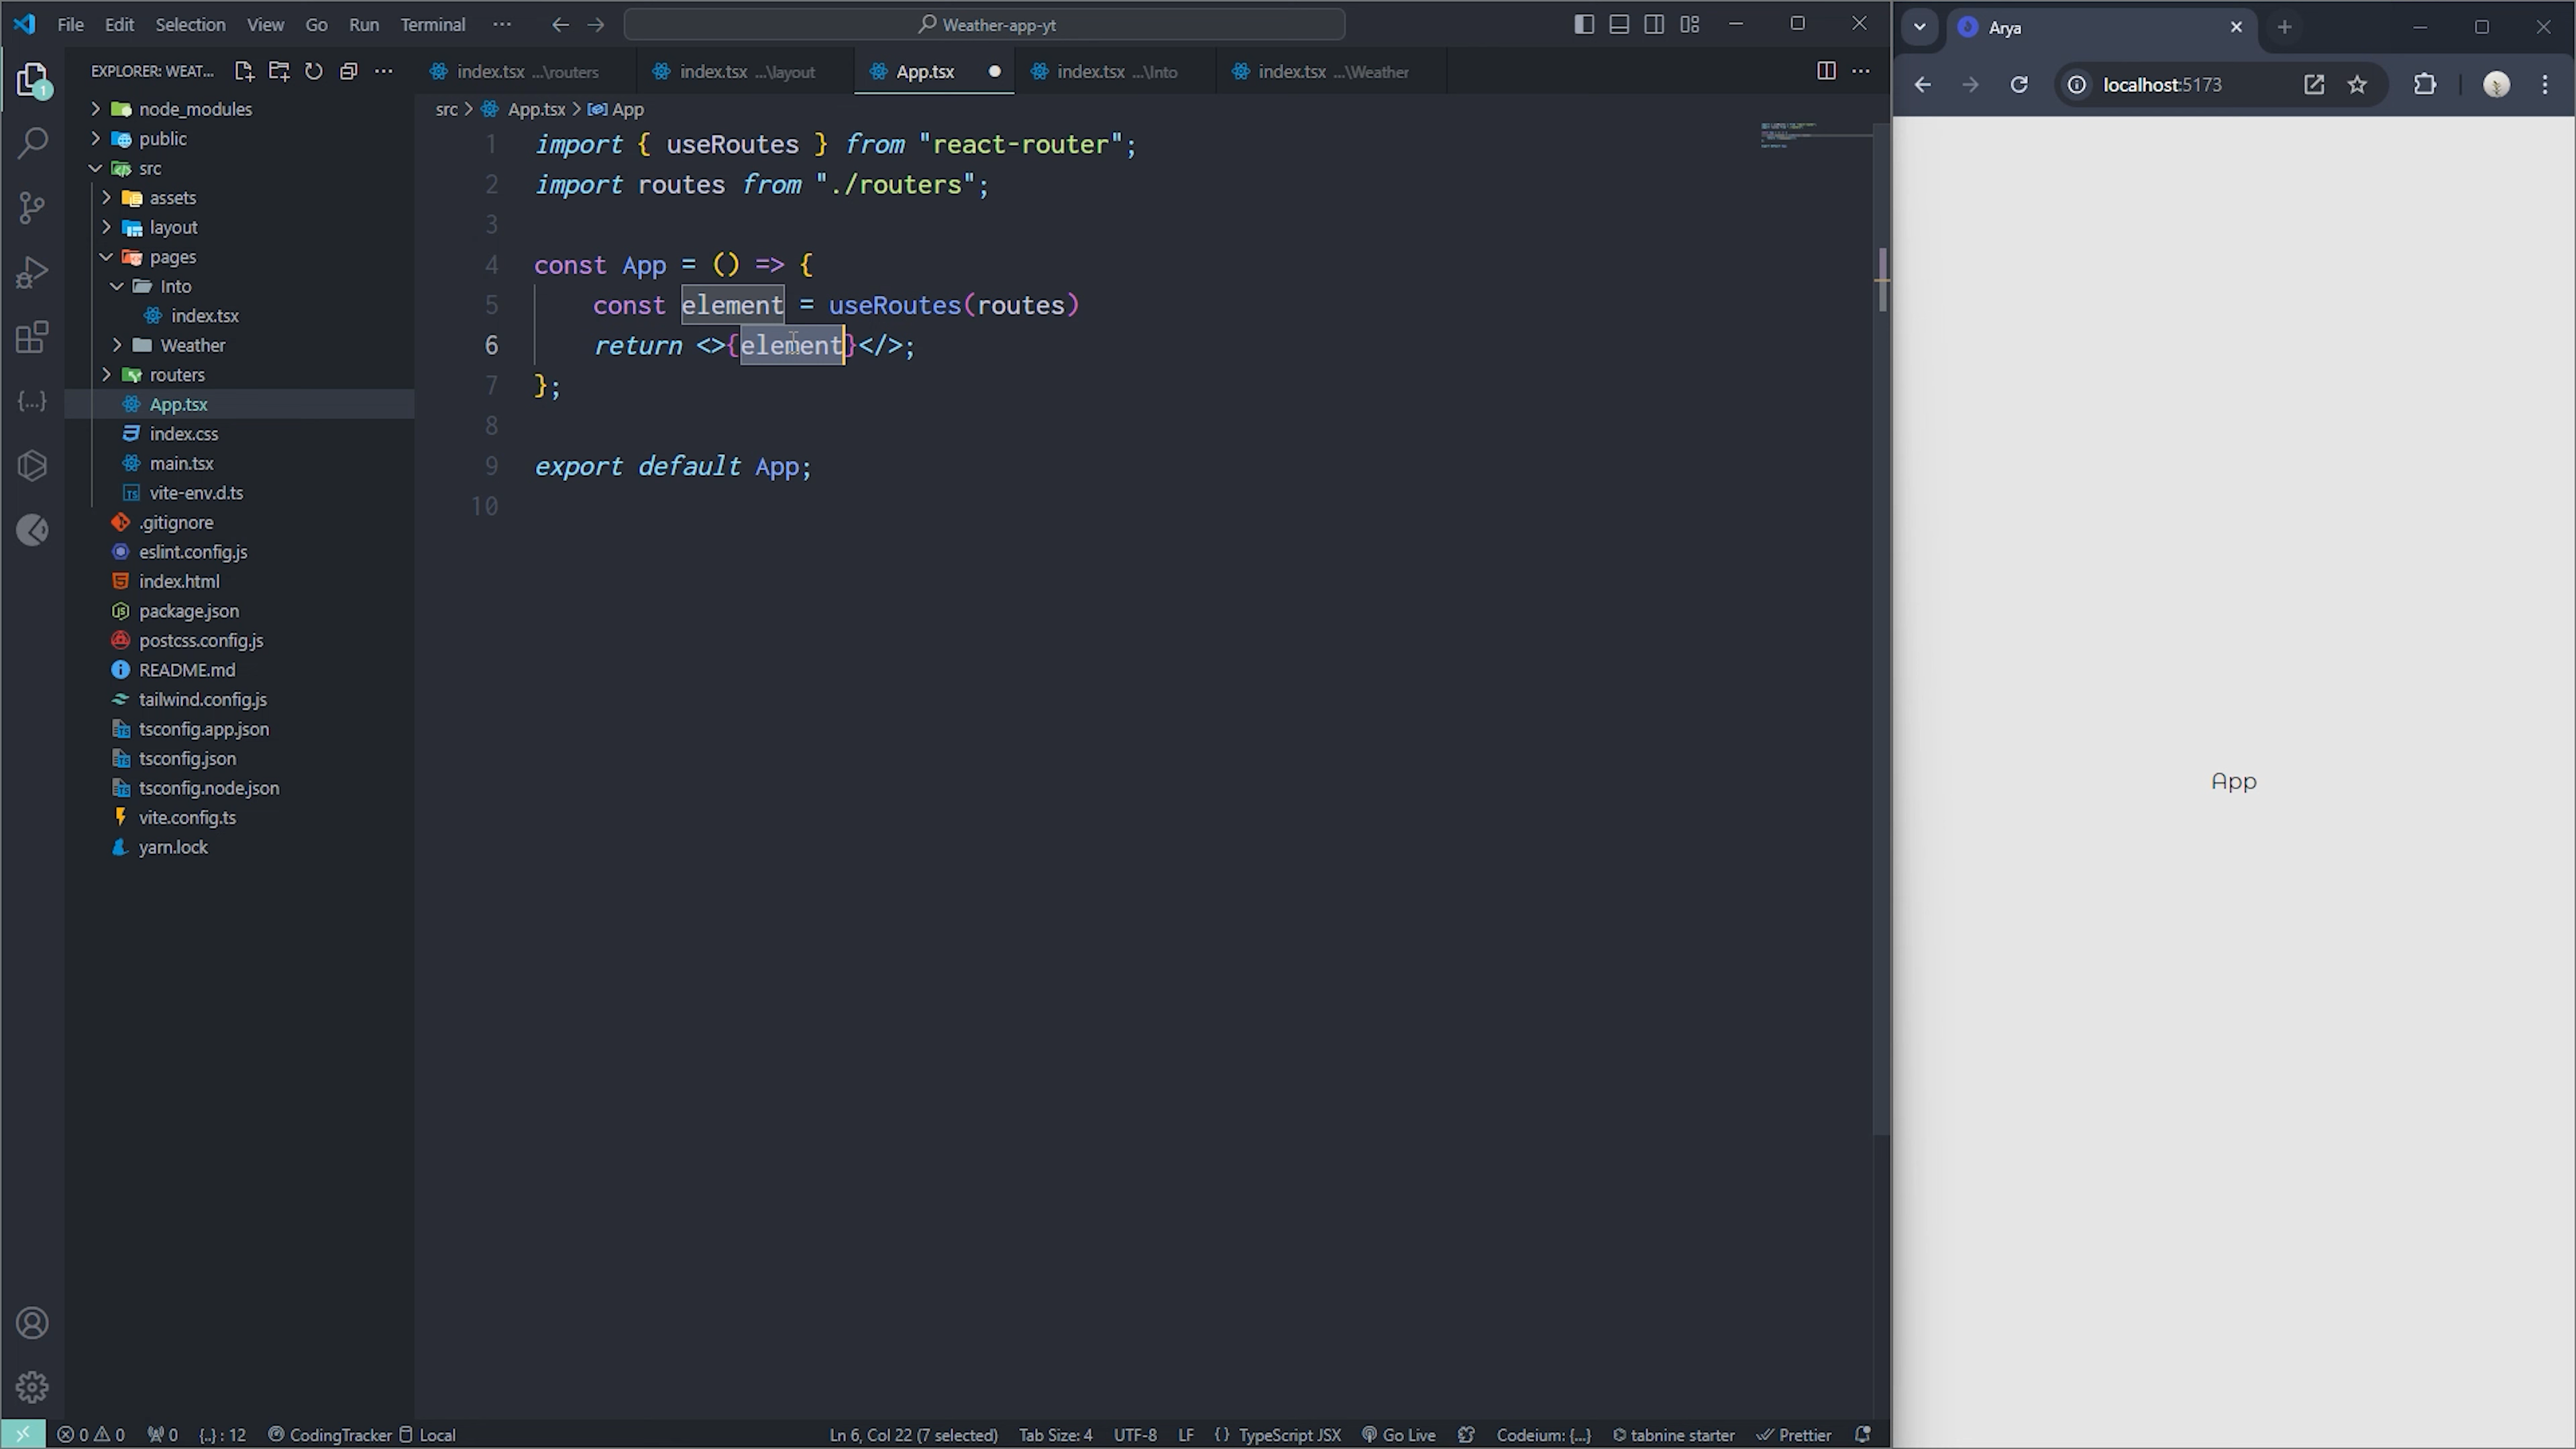 File Edit Selection View Go Run Terminal ··· Weather-app-yt
Arya
localhost:5173
EXPLORER: WEAT...
1
node_modules
public
src
assets
layout
pages
Into
index.tsx
Weather
routers
App.tsx
index.css
main.tsx
vite-env.d.ts
.gitignore
eslint.config.js
index.html
package.json
postcss.config.js
README.md
tailwind.config.js
tsconfig.app.json
tsconfig.json
tsconfig.node.json
vite.config.ts
yarn.lock
index.tsx ...\routers index.tsx ...\layout App.tsx index.tsx ...\Into index.tsx ...\Weather
src > App.tsx > App
1 import { useRoutes } from "react-router";
2 import routes from "./routers";
3
4 const App = () => {
5 const element = useRoutes(routes)
6 return <>{element}</>;
7 };
8
9 export default App;
10
App
0 0 0 {..} : 12 CodingTracker Local Ln 6, Col 22 (7 selected) Tab Size: 4 UTF-8 LF {} TypeScript JSX Go Live Codeium: {...} tabnine starter Prettier